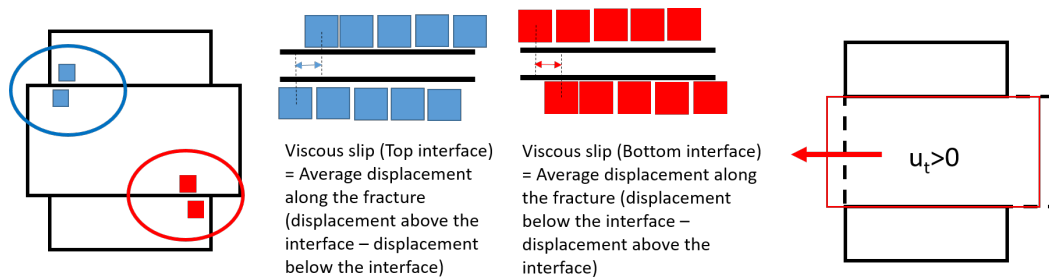 Viscous slip (Top interface)
= Average displacement
along the fracture
(displacement above the
interface – displacement
below the interface)
Viscous slip (Bottom interface)
= Average displacement along
the fracture (displacement
below the interface –
displacement above the
interface)
uₜ>0